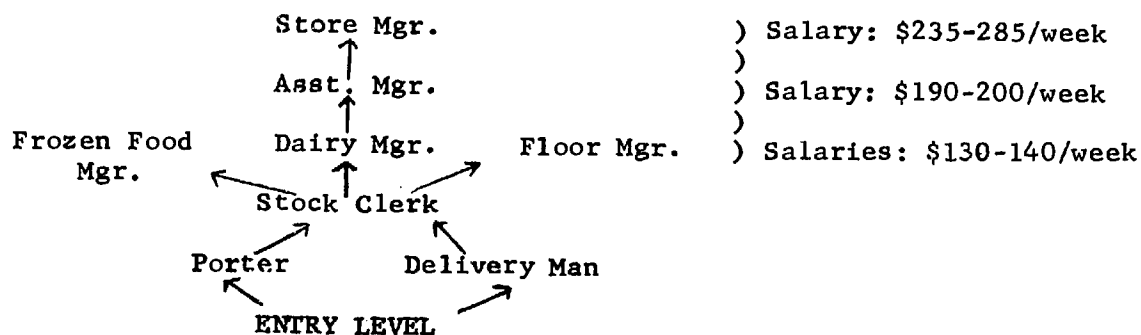 Store Mgr. ) Salary: $235-285/week
)
Asst. Mgr. ) Salary: $190-200/week
)
Frozen Food Mgr. Dairy Mgr. Floor Mgr. ) Salaries: $130-140/week
Stock Clerk
Porter Delivery Man
ENTRY LEVEL